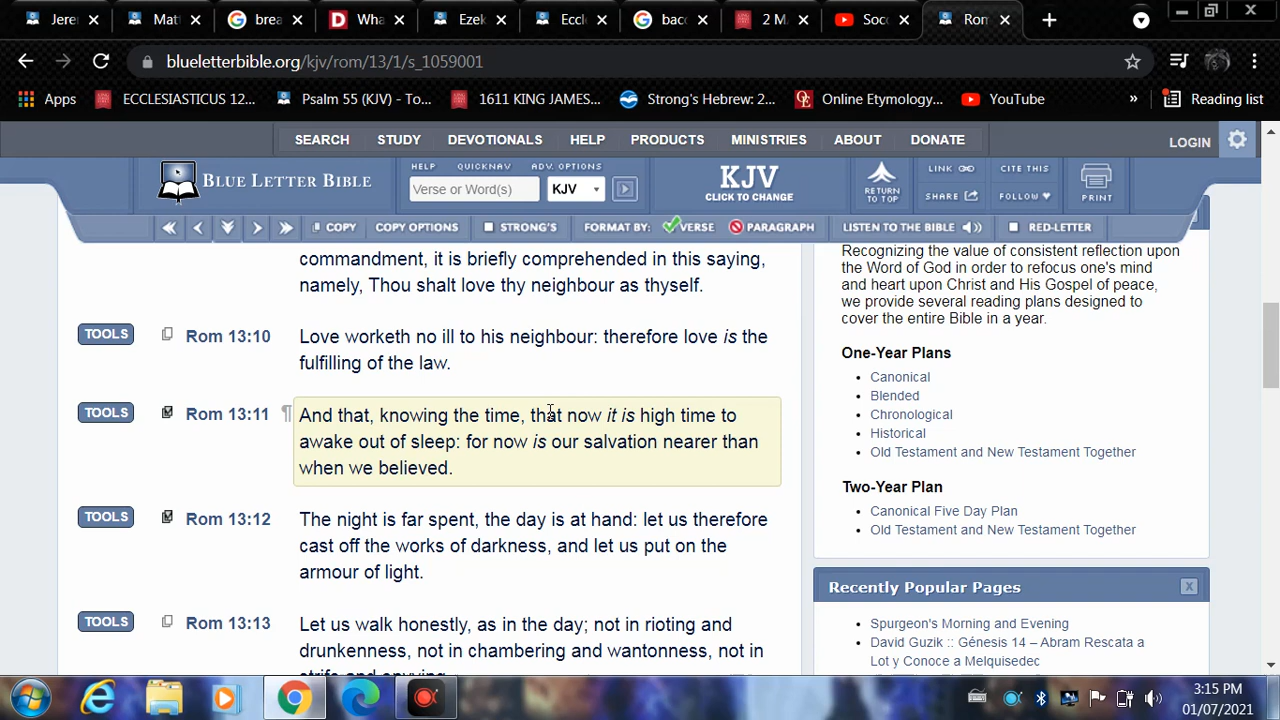 Jerem
Matt
brea
Wha
Ezek
Eccle
bacc
2 MA
Socc
Rom
blueletterbible.org/kjv/rom/13/1/s_1059001
Apps
ECCLESIASTICUS 12...
Psalm 55 (KJV) - To...
1611 KING JAMES...
Strong's Hebrew: 2...
Online Etymology...
YouTube
»
Reading list
SEARCH STUDY DEVOTIONALS HELP PRODUCTS MINISTRIES ABOUT DONATE
LOGIN
BLUE LETTER BIBLE
HELP QUICKNAV ADV. OPTIONS
Verse or Word(s)
KJV
KJV
CLICK TO CHANGE
RETURN
TO TOP
LINK
CITE THIS
SHARE
FOLLOW
PRINT
COPY COPY OPTIONS STRONG'S FORMAT BY: VERSE PARAGRAPH LISTEN TO THE BIBLE RED-LETTER
commandment, it is briefly comprehended in this saying,
namely, Thou shalt love thy neighbour as thyself.
TOOLS Rom 13:10 Love worketh no ill to his neighbour: therefore love is the
fulfilling of the law.
TOOLS Rom 13:11 ¶ And that, knowing the time, that now it is high time to
awake out of sleep: for now is our salvation nearer than
when we believed.
TOOLS Rom 13:12 The night is far spent, the day is at hand: let us therefore
cast off the works of darkness, and let us put on the
armour of light.
TOOLS Rom 13:13 Let us walk honestly, as in the day; not in rioting and
drunkenness, not in chambering and wantonness, not in
strife and envying.
Recognizing the value of consistent reflection upon
the Word of God in order to refocus one's mind
and heart upon Christ and His Gospel of peace,
we provide several reading plans designed to
cover the entire Bible in a year.
One-Year Plans
Canonical
Blended
Chronological
Historical
Old Testament and New Testament Together
Two-Year Plan
Canonical Five Day Plan
Old Testament and New Testament Together
Recently Popular Pages
Spurgeon's Morning and Evening
David Guzik :: Génesis 14 – Abram Rescata a
Lot y Conoce a Melquisedec
3:15 PM
01/07/2021